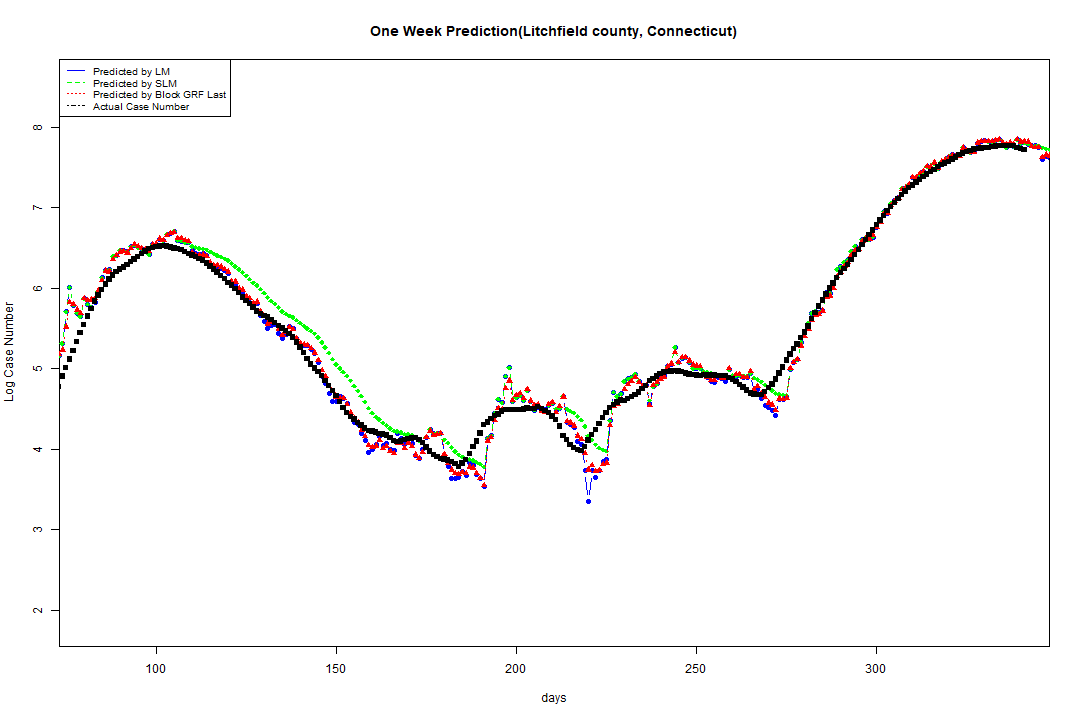 One Week Prediction(Litchfield county, Connecticut)
Predicted by LM
Predicted by SLM
Predicted by Block GRF Last
Actual Case Number
8
7
6
5
4
3
2
Log Case Number
100 150 200 250 300
days